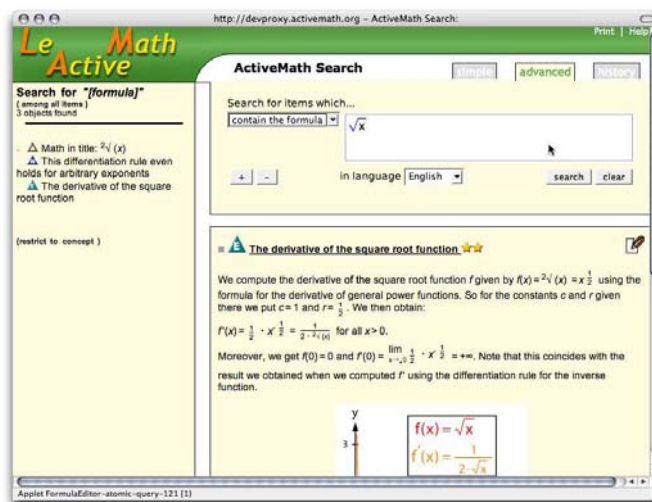 http://devproxy.activemath.org – ActiveMath Search:
Print | Help
Le Active Math
ActiveMath Search
simple
advanced
history
Search for "[formula]"
( among all items )
3 objects found
Math in title: ²√ (x)
This differentiation rule even
holds for arbitrary exponents
The derivative of the square
root function
(restrict to concept )
Search for items which...
contain the formula
√x
+
-
in language English
search
clear
E The derivative of the square root function
We compute the derivative of the square root function f given by f(x) = ²√ (x) = x 1/2 using the
formula for the derivative of general power functions. So for the constants c and r given
there we put c = 1 and r = 1/2 . We then obtain:
f'(x) = 1/2 · x' 1/2 = 1/(2 · ²√(x)) for all x > 0.
Moreover, we get f(0) = 0 and f'(0) = lim x→0 1/2 · x' 1/2 = +∞. Note that this coincides with the
result we obtained when we computed f' using the differentiation rule for the inverse
function.
y
3
f(x) = √x
f'(x) = 1/(2·√x)
Applet FormulaEditor-atomic-query-121 (1)